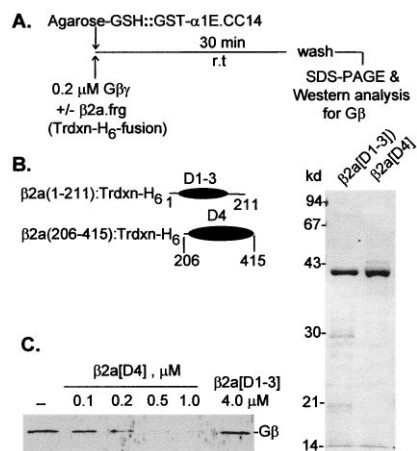 A.
Agarose-GSH::GST-α1E.CC14
30 min
r.t
wash
0.2 μM Gβγ
+/- β2a.frg
(Trdxn-H6-fusion)
SDS-PAGE &
Western analysis
for Gβ
B.
D1-3
β2a(1-211):Trdxn-H6
1 211
D4
β2a(206-415):Trdxn-H6
206 415
β2a[D1-3])
β2a[D4]
kd
94-
67-
43-
30-
21-
14-
C.
β2a[D4] , μM β2a[D1-3]
– 0.1 0.2 0.5 1.0 4.0 μM
-Gβ